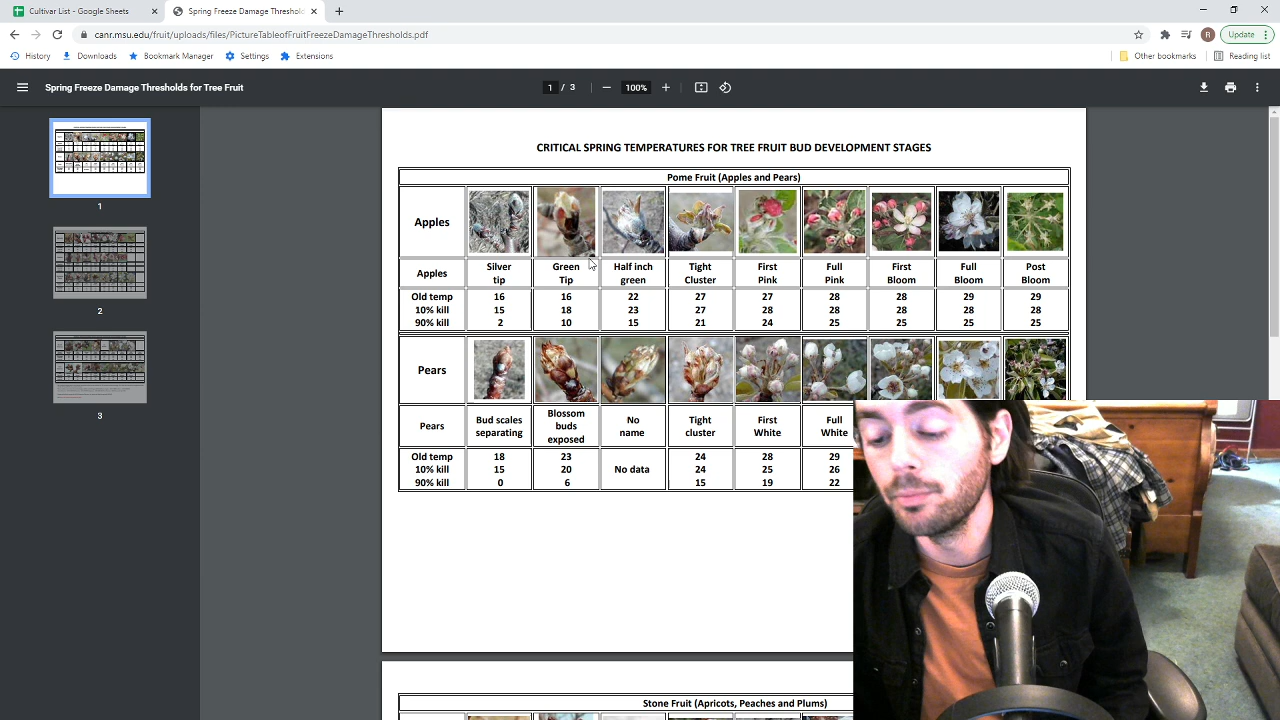 Cultivar List - Google Sheets
Spring Freeze Damage Threshold
canr.msu.edu/fruit/uploads/files/PictureTableofFruitFreezeDamageThresholds.pdf
R
Update
History
Downloads
Bookmark Manager
Settings
Extensions
Other bookmarks
Reading list
Spring Freeze Damage Thresholds for Tree Fruit
1 / 3
100%
1
2
3
CRITICAL SPRING TEMPERATURES FOR TREE FRUIT BUD DEVELOPMENT STAGES
Pome Fruit (Apples and Pears)
Apples
Apples Silver tip Green Tip Half inch green Tight Cluster First Pink Full Pink First Bloom Full Bloom Post Bloom
Old temp 16 16 22 27 27 28 28 29 29
10% kill 15 18 23 27 28 28 28 28 28
90% kill 2 10 15 21 24 25 25 25 25
Pears
Pears Bud scales separating Blossom buds exposed No name Tight cluster First White Full White
Old temp 18 23 No data 24 28 29
10% kill 15 20 24 25 26
90% kill 0 6 15 19 22
Stone Fruit (Apricots, Peaches and Plums)